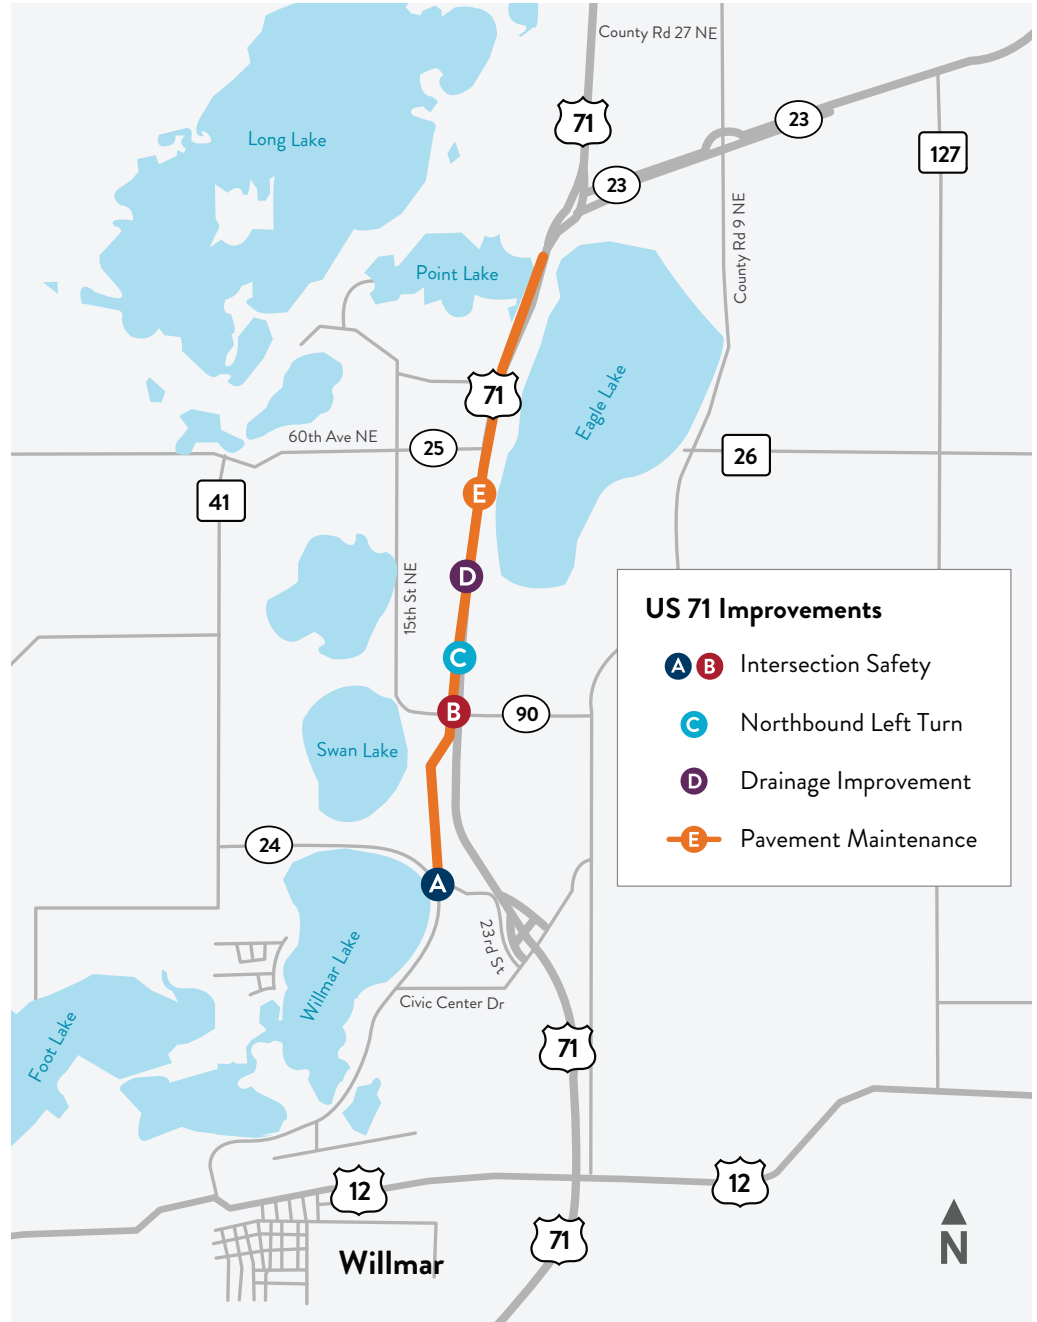 County Rd 27 NE
71
23
Long Lake
127
23
County Rd 9 NE
Point Lake
71
Eagle Lake
60th Ave NE
25
26
41
E
D
15th St NE
C
B
90
Swan Lake
24
A
23rd St
Willmar Lake
Civic Center Dr
Foot Lake
71
12
12
71
Willmar
N
US 71 Improvements
A B Intersection Safety
C Northbound Left Turn
D Drainage Improvement
E Pavement Maintenance